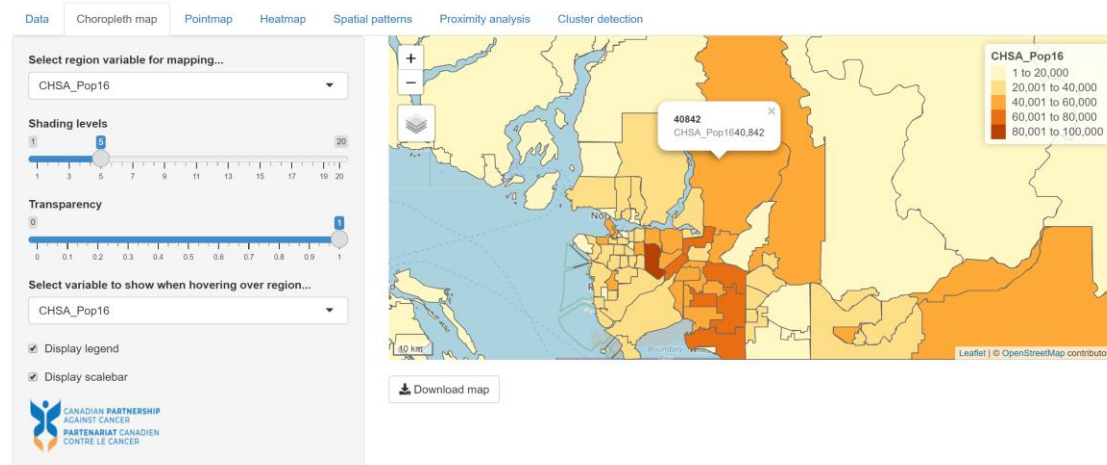 Data Choropleth map Pointmap Heatmap Spatial patterns Proximity analysis Cluster detection
Select region variable for mapping...
CHSA_Pop16
Shading levels
1 5 20
1 3 5 7 9 11 13 15 17 19 20
Transparency
0 1
0 0.1 0.2 0.3 0.4 0.5 0.6 0.7 0.8 0.9 1
Select variable to show when hovering over region...
CHSA_Pop16
Display legend
Display scalebar
CANADIAN PARTNERSHIP
AGAINST CANCER
PARTENARIAT CANADIEN
CONTRE LE CANCER
+
−
40842
×
CHSA_Pop1640,842
CHSA_Pop16
1 to 20,000
20,001 to 40,000
40,001 to 60,000
60,001 to 80,000
80,001 to 100,000
Nor
R
Boundary
10 km
Leaflet | © OpenStreetMap contributo
Download map